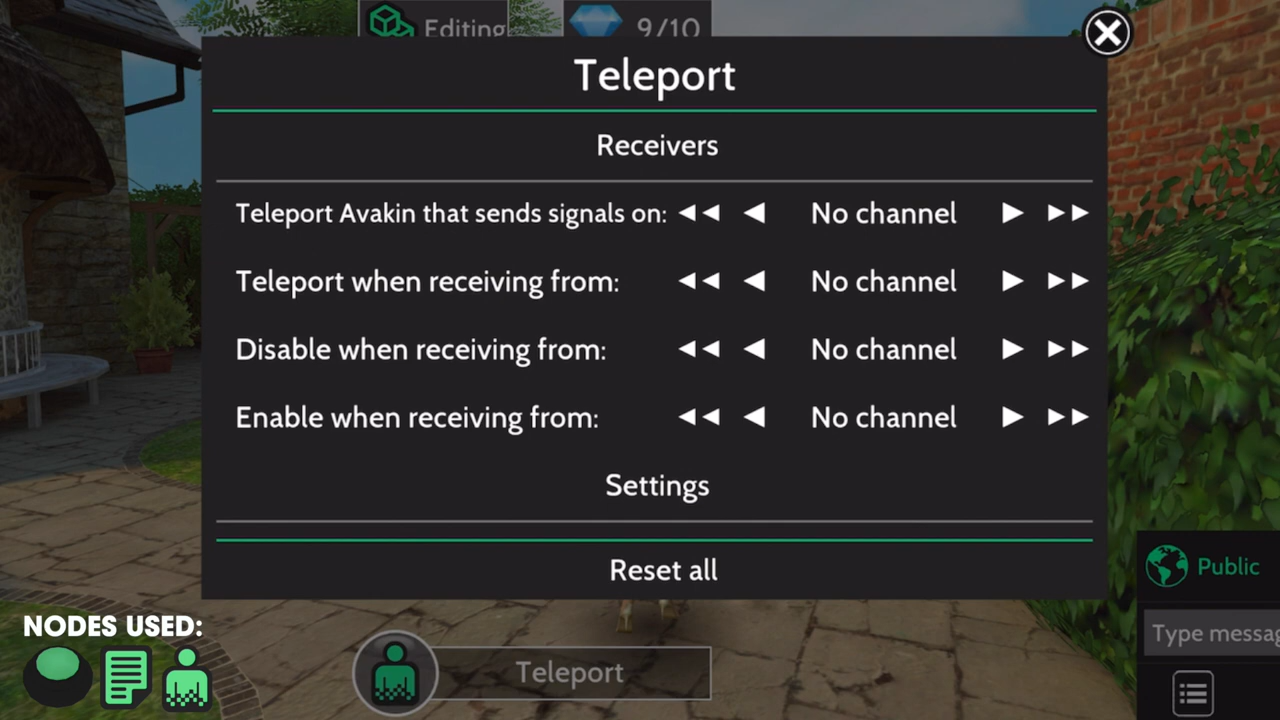 Editing
9/10
Teleport
Receivers
Teleport Avakin that sends signals on: No channel
Teleport when receiving from: No channel
Disable when receiving from: No channel
Enable when receiving from: No channel
Settings
Reset all
Public
NODES USED:
Type messag
Teleport